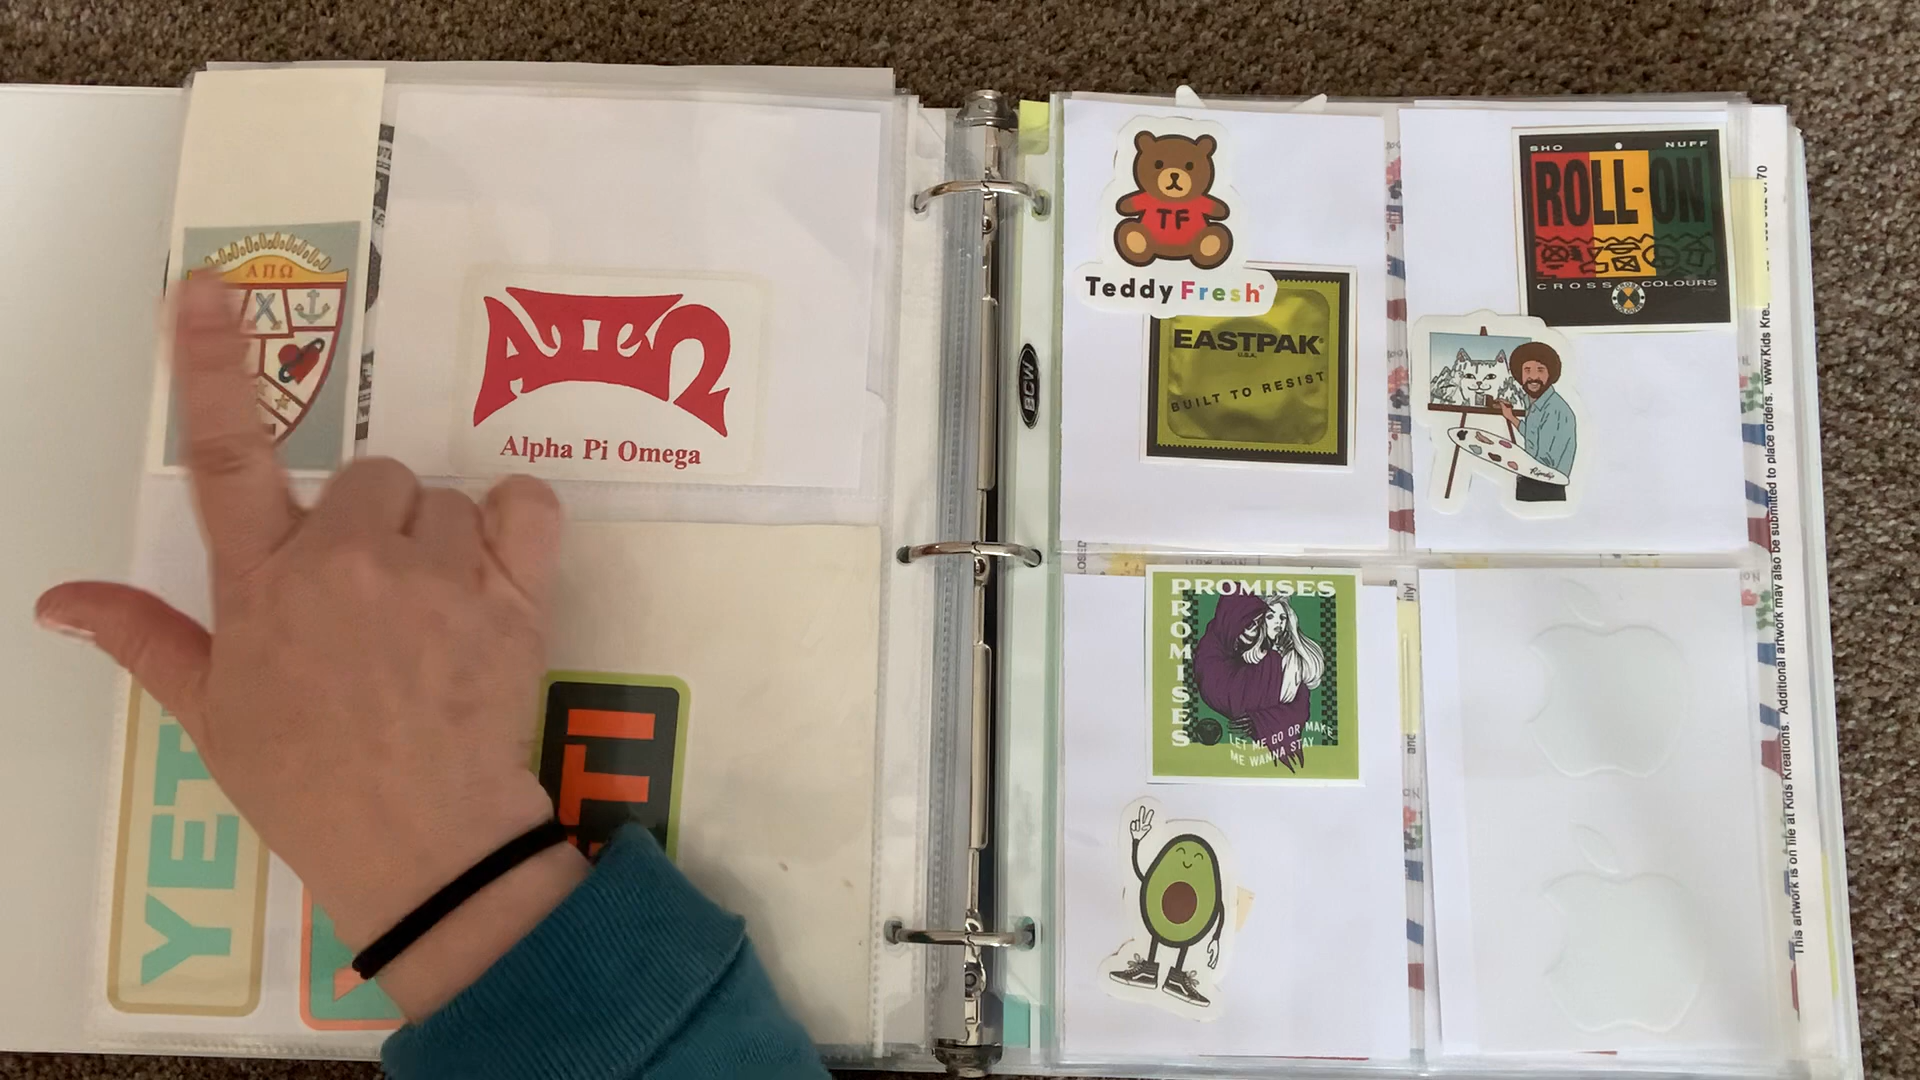 ΑΠΩ
ΑΠΩ
Alpha Pi Omega
YETI
TF
Teddy Fresh
EASTPAK
U.S.A.
BUILT TO RESIST
SHO NUFF
ROLL-ON
CROSS COLOURS
BCW
PROMISES
PROMISES
LET ME GO OR MAKE
ME WANNA STAY
This artwork is on file at Kids Kreations. Additional artwork may also be submitted to place orders. www.Kids Kre